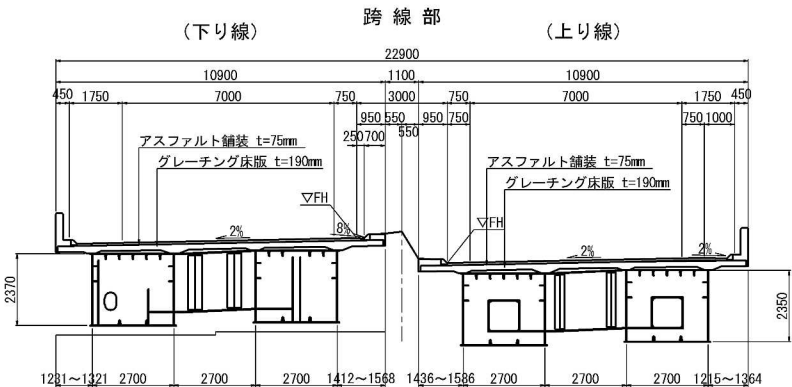 跨線部
(下り線)
(上り線)
22900
10900 1100 10900
450 1750 7000 750 3000 750 7000 1750 450
950 550 550 950 750 750 1000
250 700
アスファルト舗装 t=75mm
グレーチング床版 t=190mm
アスファルト舗装 t=75mm
グレーチング床版 t=190mm
▽FH
▽FH
2% 8%
2% 2%
2370
2350
1231～1321 2700 2700 2700 1412～1568 1436～1586 2700 2700 2700 1215～1364